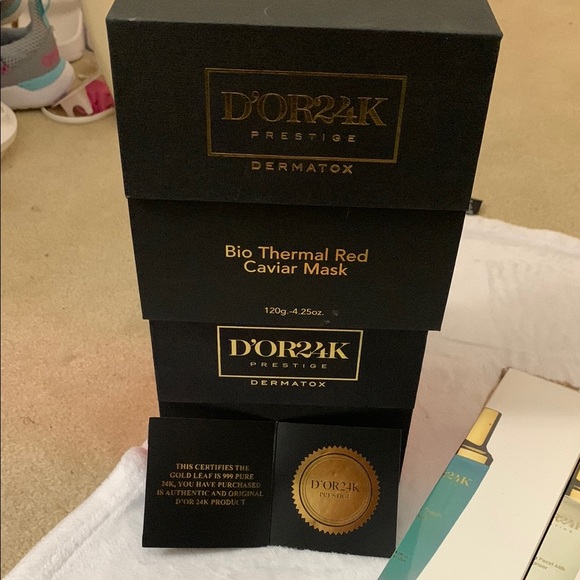 D'OR24K
PRESTIGE
DERMATOX
Bio Thermal Red
Caviar Mask
120g.-4.25oz.
D'OR24K
PRESTIGE
DERMATOX
THIS CERTIFIES THE
GOLD LEAF IS 999 PURE
24K, YOU HAVE PURCHASED
IS AUTHENTIC AND ORIGINAL
D'OR 24K PRODUCT
D'OR24K
PRESTIGE